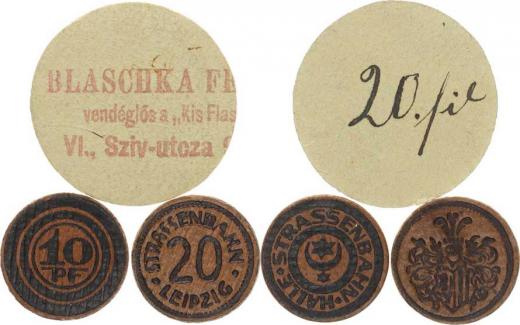 BLASCHKA FE
vendéglős a „Kis Flas
VI., Sziv-utcza
20. fil
10
PF
STRASSENBAHN
20
LEIPZIG
STRASSENBAHN · HALLE ·